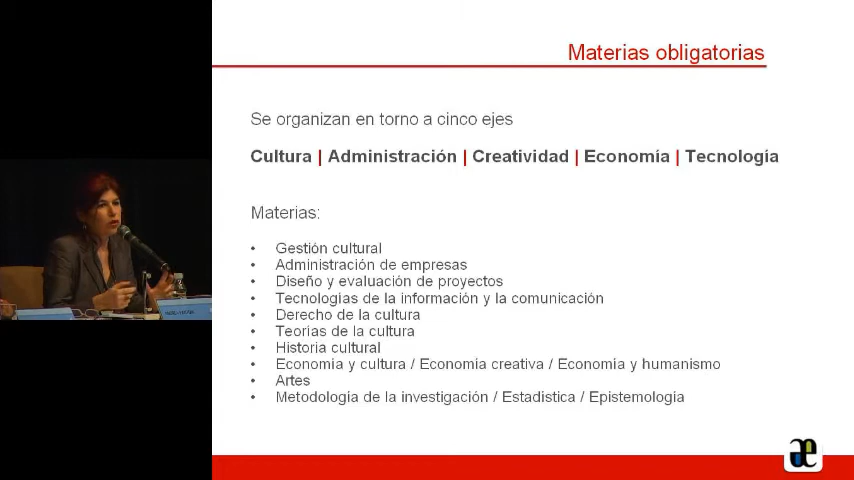 Materias obligatorias
Se organizan en torno a cinco ejes
Cultura | Administración | Creatividad | Economía | Tecnología
Materias:
• Gestión cultural
• Administración de empresas
• Diseño y evaluación de proyectos
• Tecnologías de la información y la comunicación
• Derecho de la cultura
• Teorías de la cultura
• Historia cultural
• Economía y cultura / Economía creativa / Economía y humanismo
• Artes
• Metodología de la investigación / Estadística / Epistemología
æ